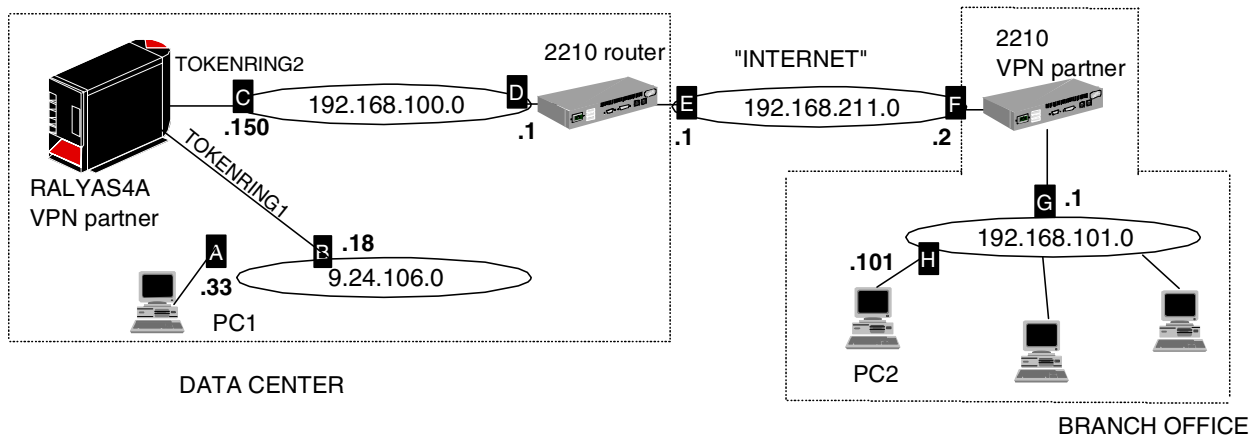 TOKENRING2
2210 router
"INTERNET"
2210
VPN partner
C
192.168.100.0
D
E
192.168.211.0
F
.150
.1
.1
.2
RALYAS4A
VPN partner
TOKENRING1
A
B
.18
.33
9.24.106.0
PC1
G
.1
192.168.101.0
.101
H
PC2
DATA CENTER
BRANCH OFFICE